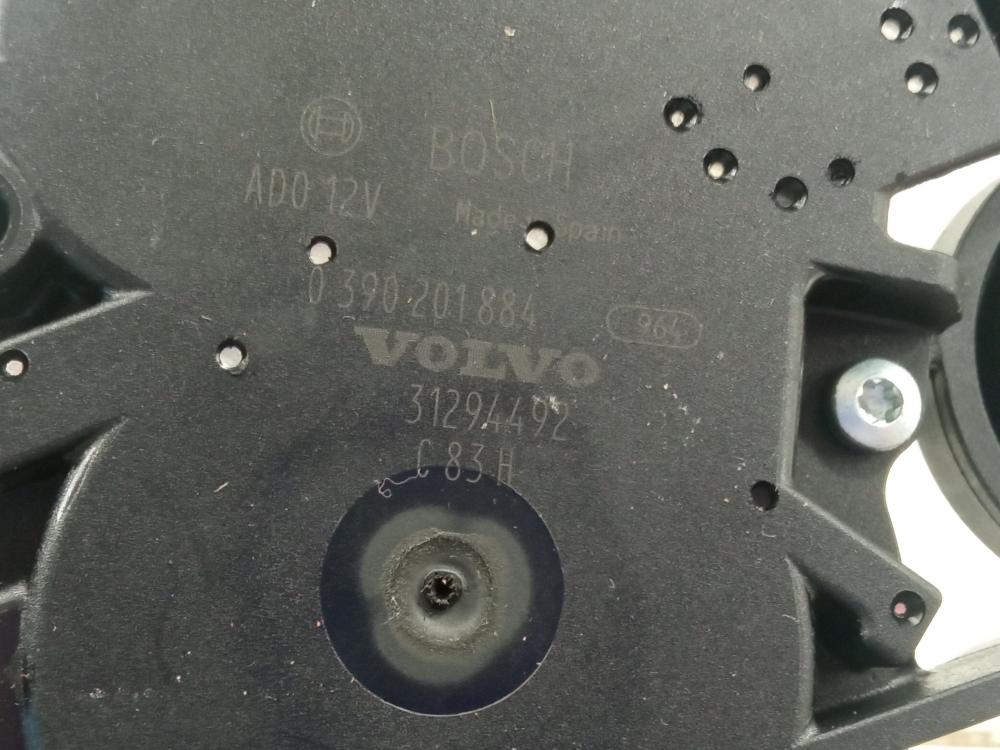 BOSCH
AD0 12V
Made in Spain
0 390 201 884
964
VOLVO
31294492
C 83 H